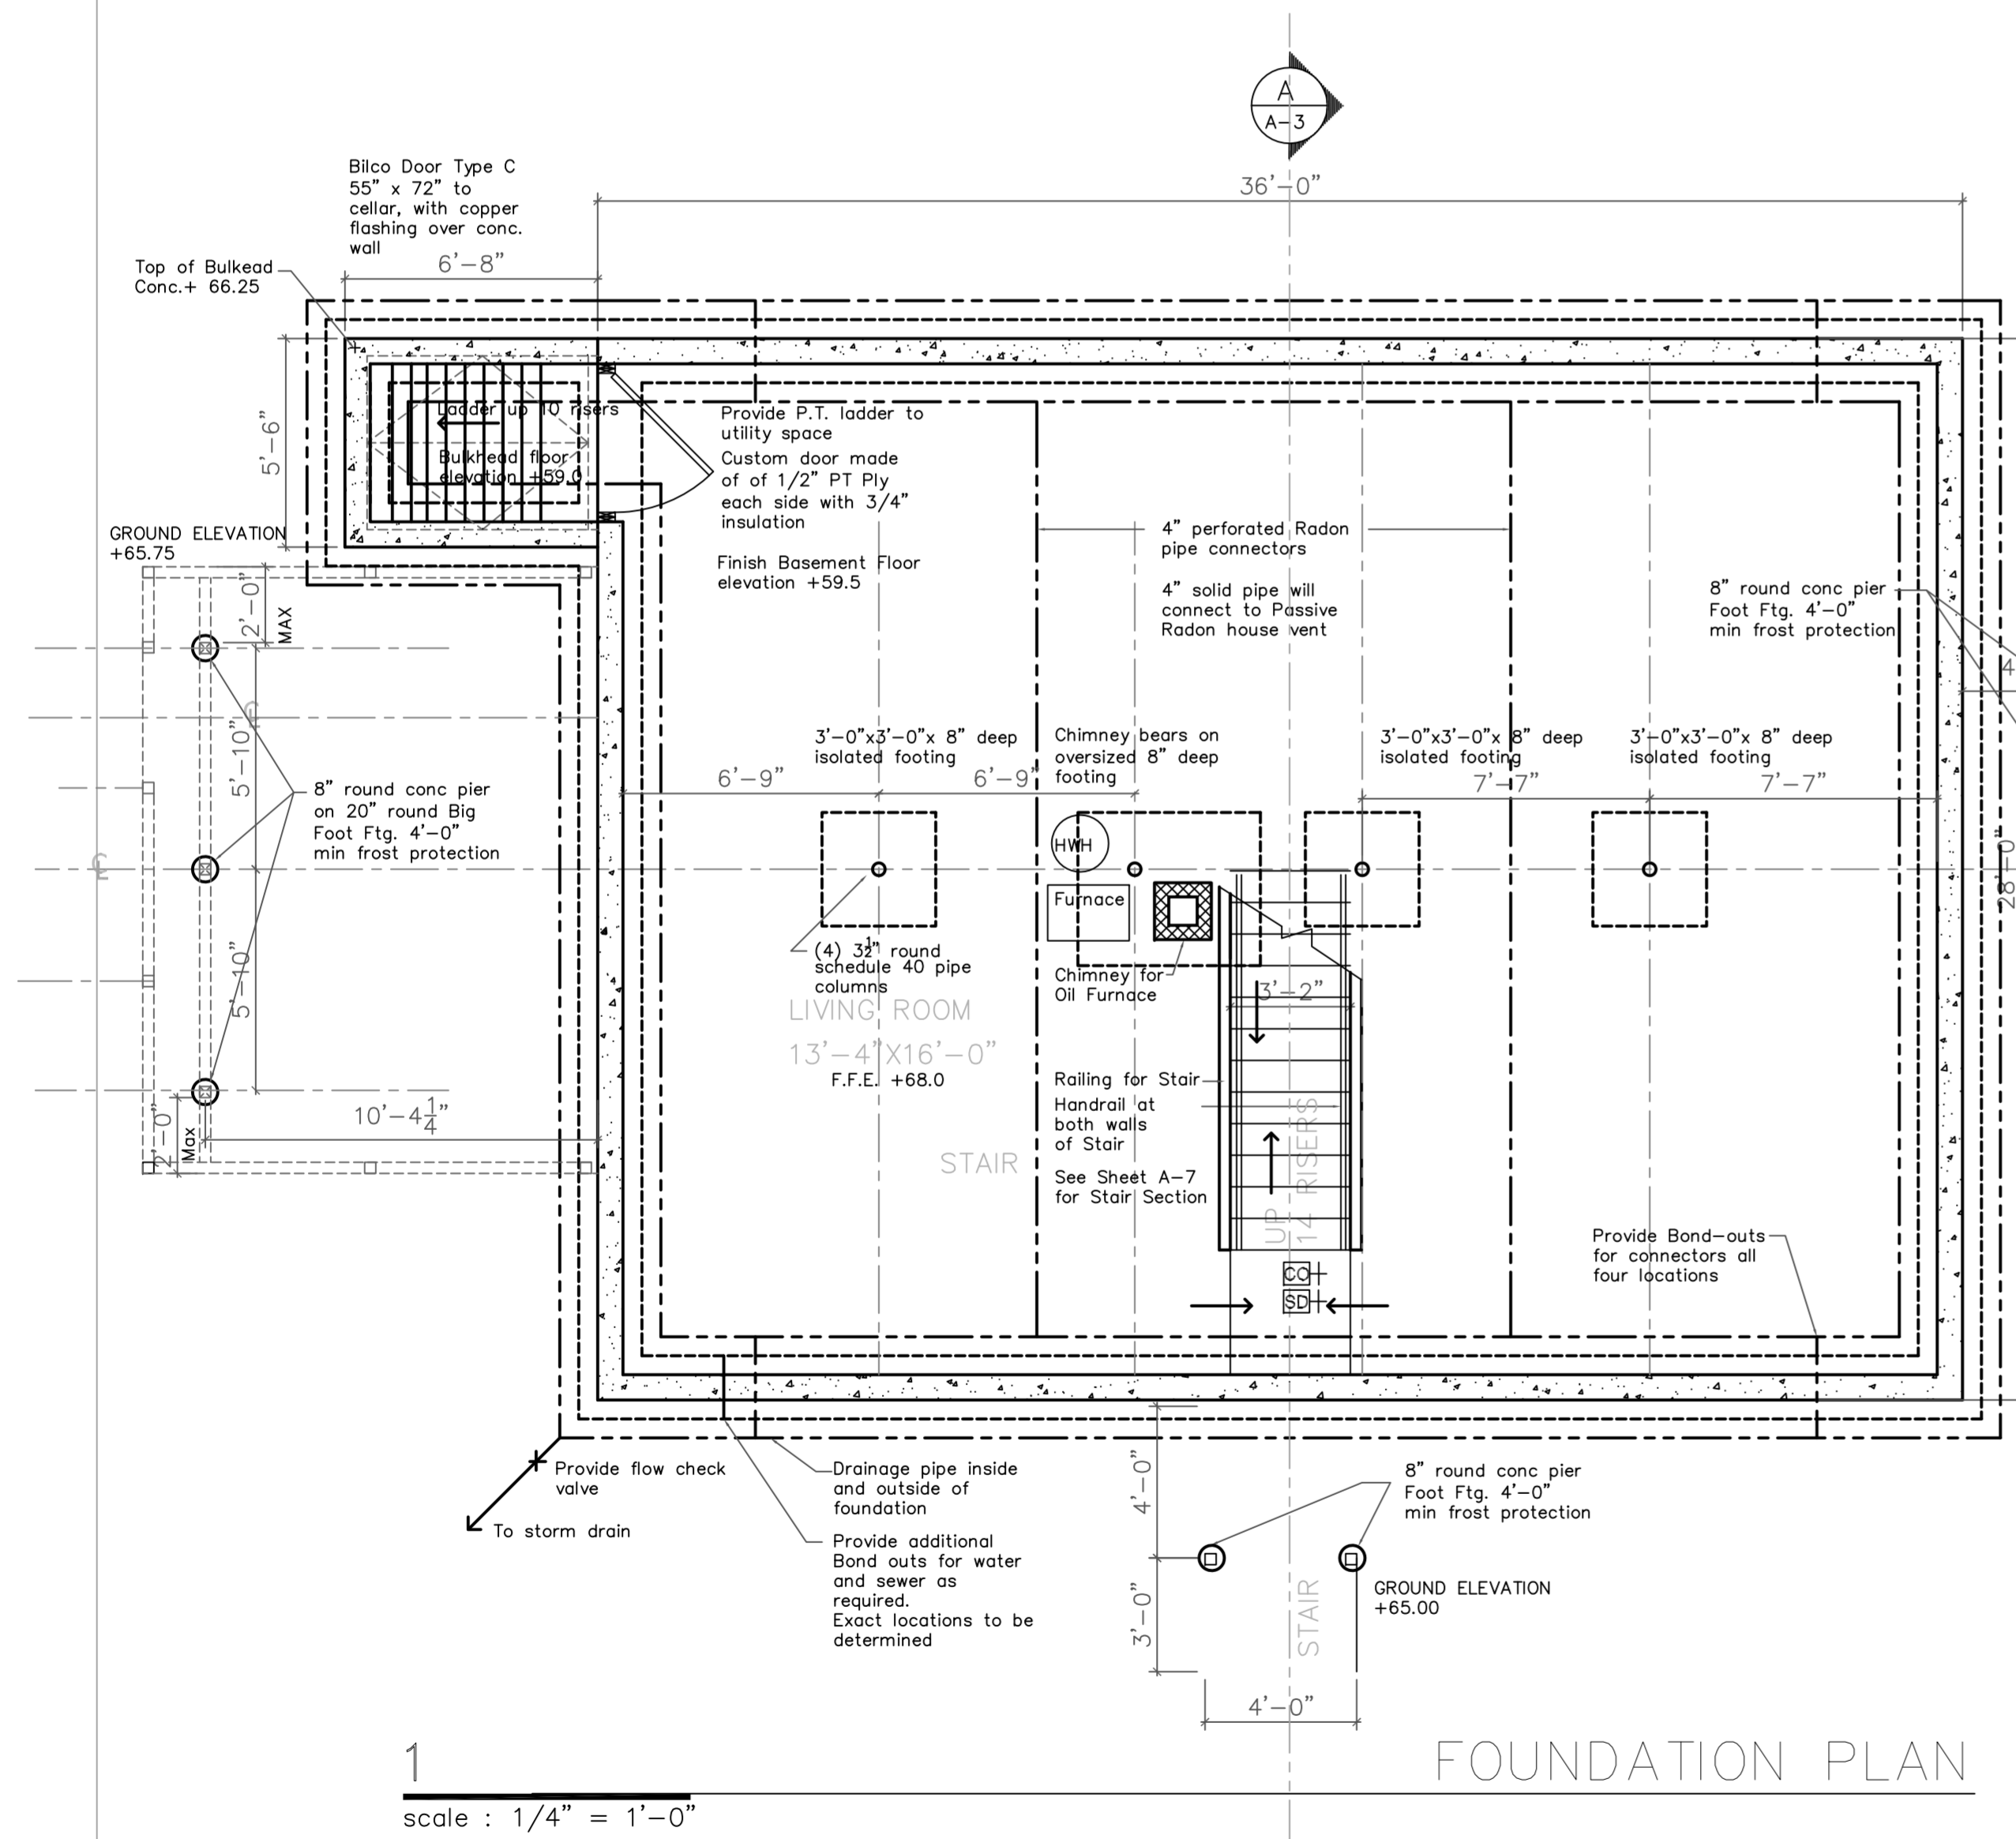 A
A-3
36'-0"
Bilco Door Type C
55" x 72" to
cellar, with copper
flashing over conc.
wall
6'-8"
Top of Bulkead
Conc.+ 66.25
5'-6"
Ladder up 10 risers
Bulkhead floor
elevation +59.0
Provide P.T. ladder to
utility space
Custom door made
of of 1/2" PT Ply
each side with 3/4"
insulation
Finish Basement Floor
elevation +59.5
GROUND ELEVATION
+65.75
2'-0"
MAX
4" perforated Radon
pipe connectors
4" solid pipe will
connect to Passive
Radon house vent
8" round conc pier
Foot Ftg. 4'-0"
min frost protection
4
5'-10"
8" round conc pier
on 20" round Big
Foot Ftg. 4'-0"
min frost protection
3'-0"x3'-0"x 8" deep
isolated footing
Chimney bears on
oversized 8" deep
footing
3'-0"x3'-0"x 8" deep
isolated footing
3'-0"x3'-0"x 8" deep
isolated footing
6'-9"
6'-9"
7'-7"
7'-7"
28'-0"
HWH
Furnace
(4) 3½" round
schedule 40 pipe
columns
Chimney for
Oil Furnace
3'-2"
5'-10"
LIVING ROOM
13'-4"X16'-0"
F.F.E. +68.0
Railing for Stair
Handrail at
both walls
of Stair
See Sheet A-7
for Stair Section
STAIR
UP
14 RISERS
2'-0"
Max
10'-4¼"
CO
SD
Provide Bond-outs
for connectors all
four locations
Provide flow check
valve
To storm drain
Drainage pipe inside
and outside of
foundation
Provide additional
Bond outs for water
and sewer as
required.
Exact locations to be
determined
4'-0"
3'-0"
8" round conc pier
Foot Ftg. 4'-0"
min frost protection
GROUND ELEVATION
+65.00
STAIR
4'-0"
1
FOUNDATION PLAN
scale : 1/4" = 1'-0"